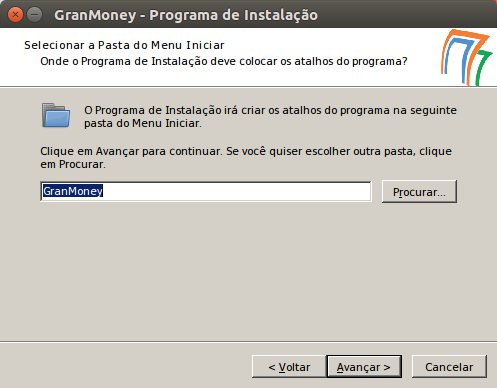 GranMoney - Programa de Instalação
Selecionar a Pasta do Menu Iniciar
Onde o Programa de Instalação deve colocar os atalhos do programa?
O Programa de Instalação irá criar os atalhos do programa na seguinte
pasta do Menu Iniciar.
Clique em Avançar para continuar. Se você quiser escolher outra pasta, clique
em Procurar.
GranMoney
Procurar...
< Voltar
Avançar >
Cancelar